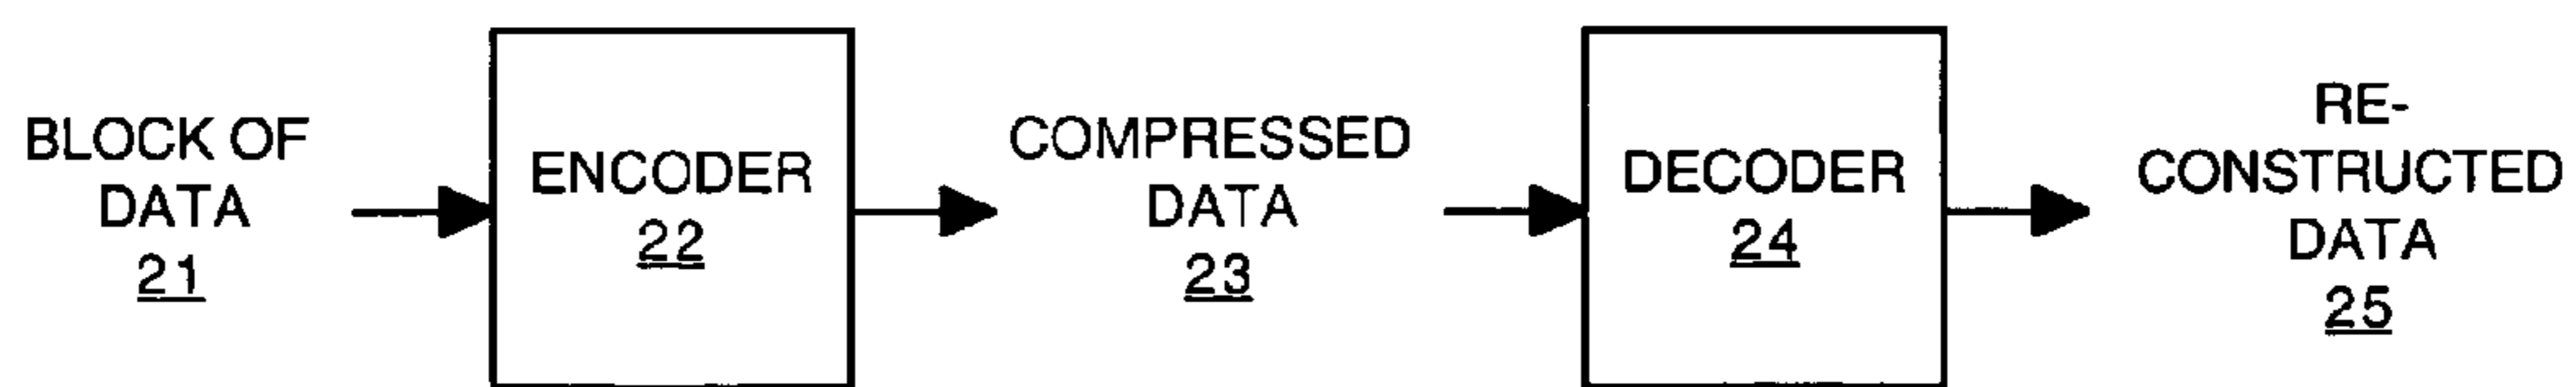 BLOCK OF
DATA
21
ENCODER
22
COMPRESSED
DATA
23
DECODER
24
RE-
CONSTRUCTED
DATA
25